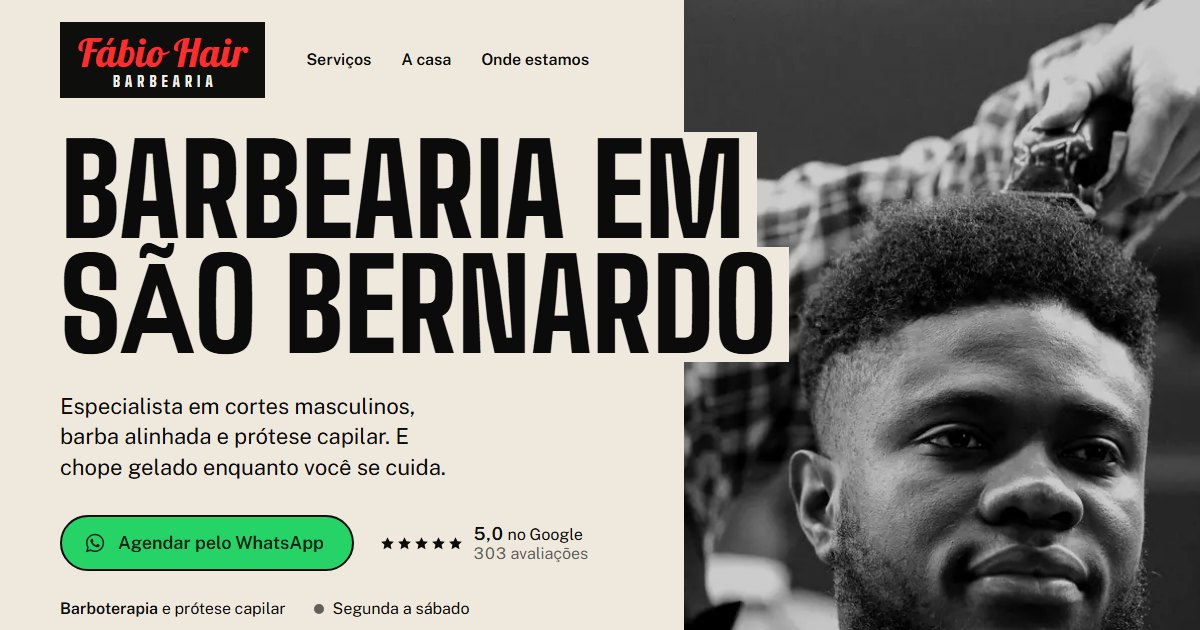 Fábio Hair
BARBEARIA
Serviços A casa Onde estamos
BARBEARIA EM
SÃO BERNARDO
Especialista em cortes masculinos,
barba alinhada e prótese capilar. E
chope gelado enquanto você se cuida.
Agendar pelo WhatsApp
5,0 no Google
303 avaliações
Barboterapia e prótese capilar
Segunda a sábado